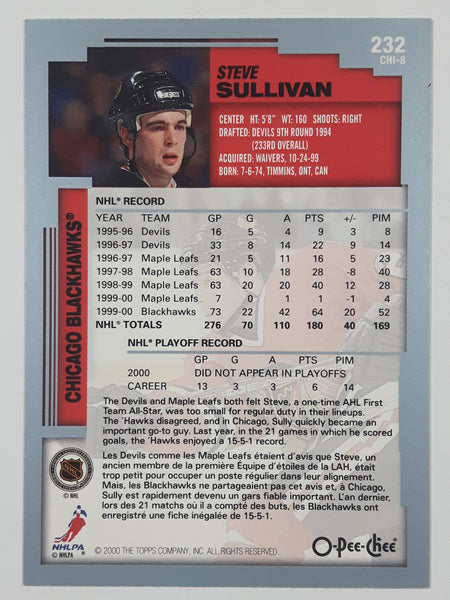 232
CHI-8
STEVE
SULLIVAN
CENTER HT: 5'8" WT: 160 SHOOTS: RIGHT
DRAFTED: DEVILS 9TH ROUND 1994
(233RD OVERALL)
ACQUIRED: WAIVERS, 10-24-99
BORN: 7-6-74, TIMMINS, ONT, CAN
CHICAGO BLACKHAWKS®
NHL® RECORD
YEAR TEAM GP G A PTS +/- PIM
1995-96 Devils 16 5 4 9 3 8
1996-97 Devils 33 8 14 22 9 14
1996-97 Maple Leafs 21 5 11 16 5 23
1997-98 Maple Leafs 63 10 18 28 -8 40
1998-99 Maple Leafs 63 20 20 40 12 28
1999-00 Maple Leafs 7 0 1 1 -1 4
1999-00 Blackhawks 73 22 42 64 20 52
NHL® TOTALS 276 70 110 180 40 169
NHL® PLAYOFF RECORD
GP G A PTS PIM
2000 DID NOT APPEAR IN PLAYOFFS
CAREER 13 3 3 6 14
The Devils and Maple Leafs both felt Steve, a one-time AHL First
Team All-Star, was too small for regular duty in their lineups.
The 'Hawks disagreed, and in Chicago, Sully quickly became an
important go-to guy. Last year, in the 21 games in which he scored
goals, the 'Hawks enjoyed a 15-5-1 record.
Les Devils comme les Maple Leafs étaient d'avis que Steve, un
ancien membre de la première Équipe d'étoiles de la LAH, était
trop petit pour occuper un poste régulier dans leur alignement.
Mais, les Blackhawks ne partageaient pas cet avis et, à Chicago,
Sully est rapidement devenu un gars fiable important. L'an dernier,
lors des 21 matchs où il a compté des buts, les Blackhawks ont
enregistré une fiche inégalée de 15-5-1.
NHL
© NHL
NHLPA
© NHLPA
© 2000 THE TOPPS COMPANY, INC. ALL RIGHTS RESERVED.
O-Pee-Chee®